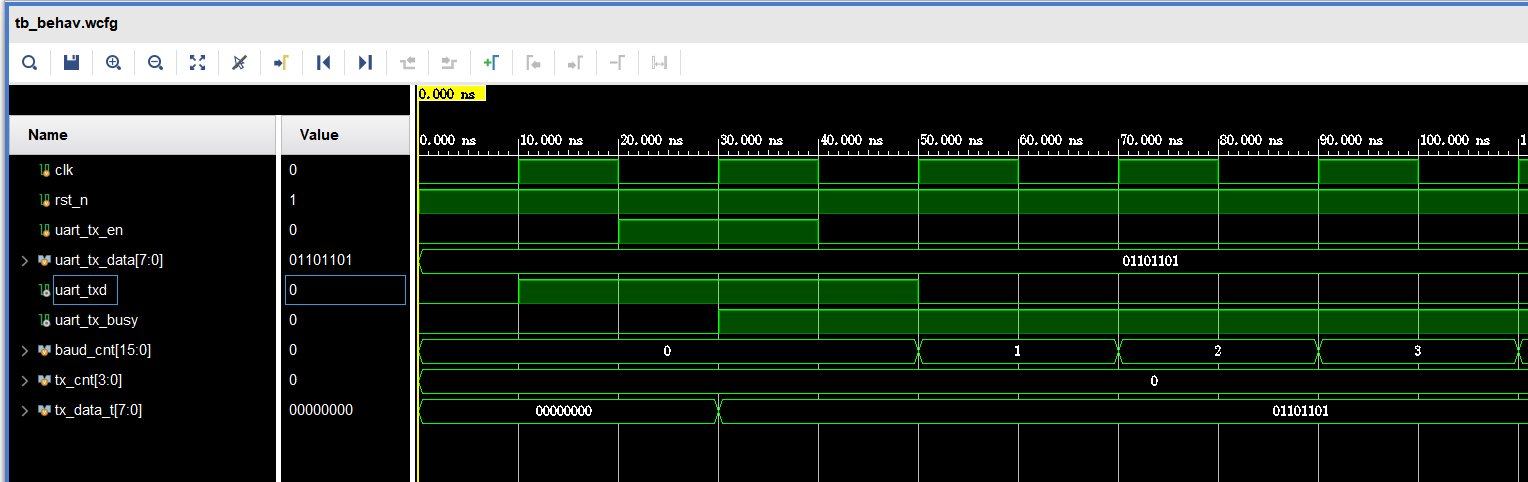 tb_behav.wcfg
0.000 ns
Name Value
0.000 ns 10.000 ns 20.000 ns 30.000 ns 40.000 ns 50.000 ns 60.000 ns 70.000 ns 80.000 ns 90.000 ns 100.000 ns 1
clk 0
rst_n 1
uart_tx_en 0
uart_tx_data[7:0] 01101101 01101101
uart_txd 0
uart_tx_busy 0
baud_cnt[15:0] 0 0 1 2 3
tx_cnt[3:0] 0 0
tx_data_t[7:0] 00000000 00000000 01101101